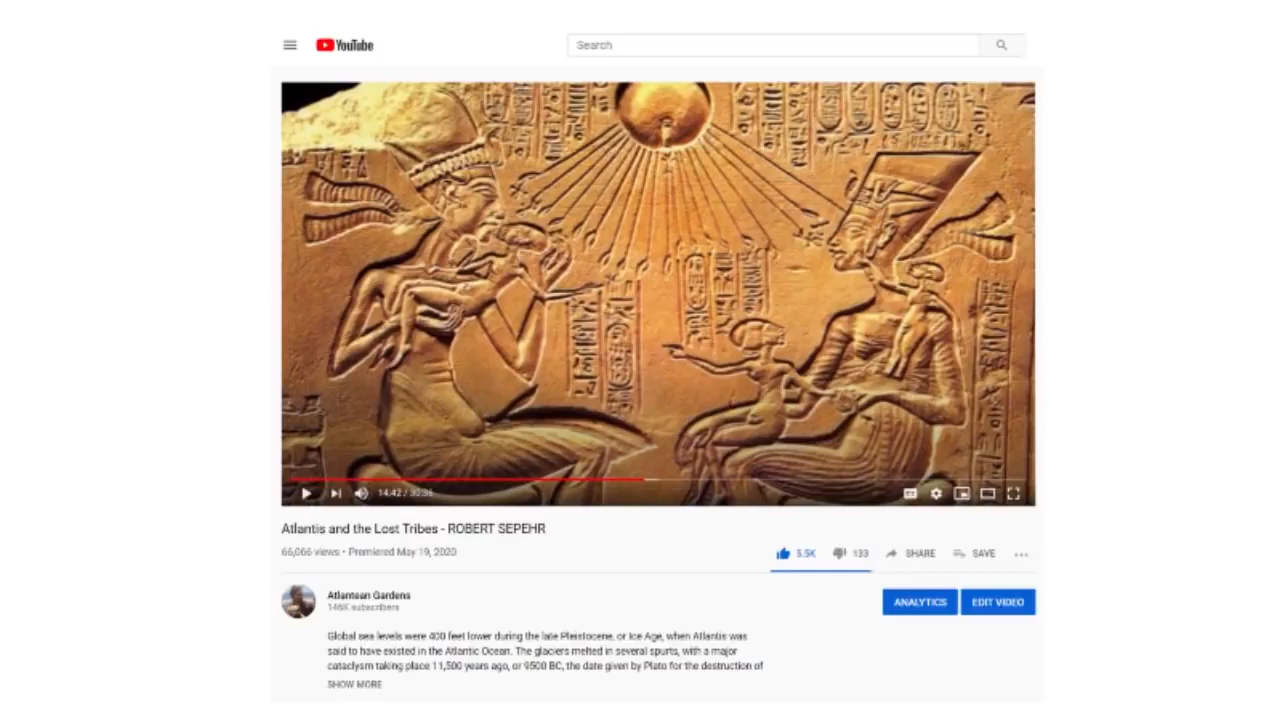 YouTube
Search
14:42 / 30:36
Atlantis and the Lost Tribes - ROBERT SEPEHR
66,066 views • Premiered May 19, 2020
5.5K 133 SHARE SAVE
Atlantean Gardens
146K subscribers
ANALYTICS EDIT VIDEO
Global sea levels were 400 feet lower during the late Pleistocene, or Ice Age, when Atlantis was
said to have existed in the Atlantic Ocean. The glaciers melted in several spurts, with a major
cataclysm taking place 11,500 years ago, or 9500 BC, the date given by Plato for the destruction of
SHOW MORE